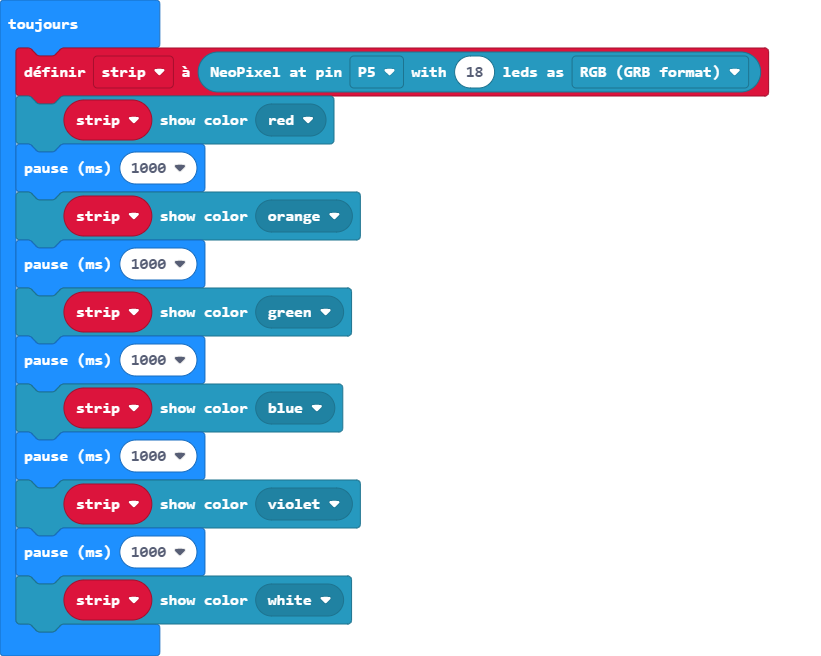 toujours
définir strip à NeoPixel at pin P5 with 18 leds as RGB (GRB format)
strip show color red
pause (ms) 1000
strip show color orange
pause (ms) 1000
strip show color green
pause (ms) 1000
strip show color blue
pause (ms) 1000
strip show color violet
pause (ms) 1000
strip show color white